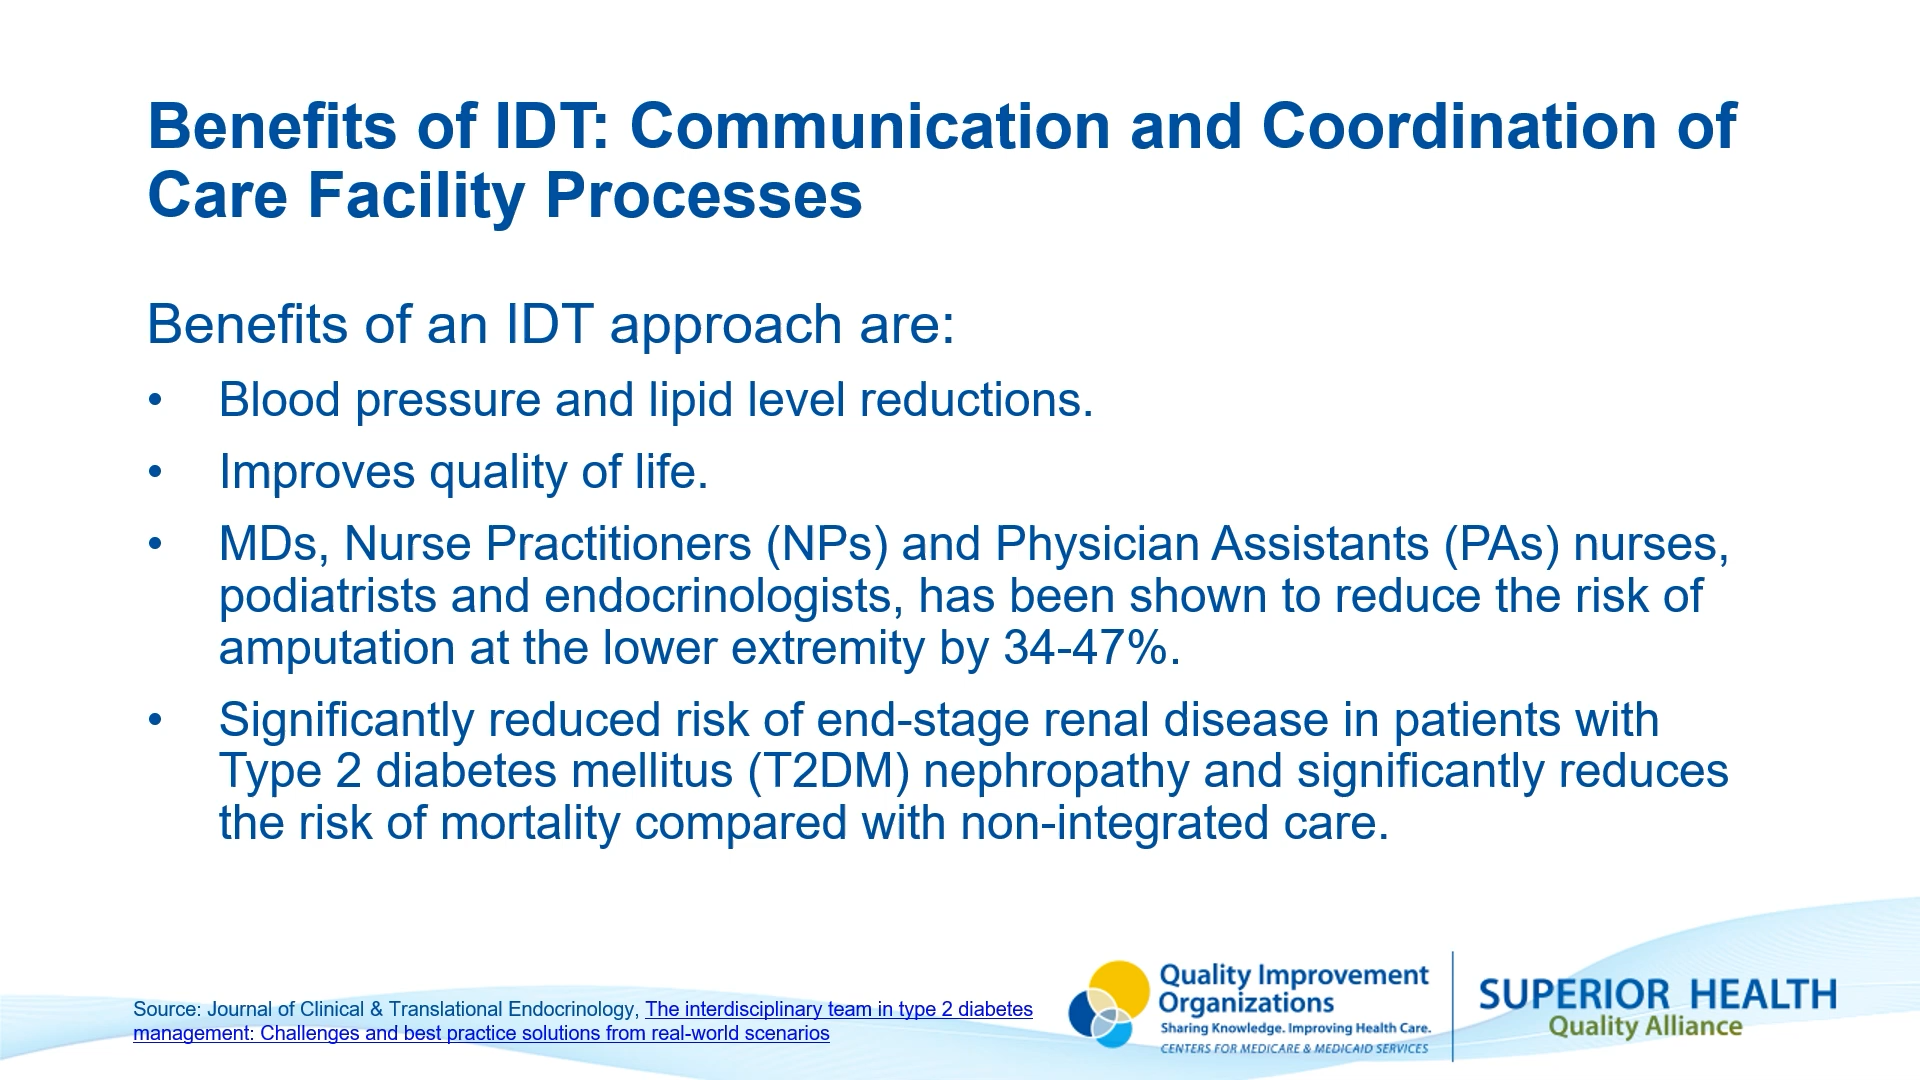 Benefits of IDT: Communication and Coordination of
Care Facility Processes
Benefits of an IDT approach are:
• Blood pressure and lipid level reductions.
• Improves quality of life.
• MDs, Nurse Practitioners (NPs) and Physician Assistants (PAs) nurses,
podiatrists and endocrinologists, has been shown to reduce the risk of
amputation at the lower extremity by 34-47%.
• Significantly reduced risk of end-stage renal disease in patients with
Type 2 diabetes mellitus (T2DM) nephropathy and significantly reduces
the risk of mortality compared with non-integrated care.
Source: Journal of Clinical & Translational Endocrinology, The interdisciplinary team in type 2 diabetes
management: Challenges and best practice solutions from real-world scenarios
Quality Improvement
Organizations
Sharing Knowledge. Improving Health Care.
CENTERS FOR MEDICARE & MEDICAID SERVICES
SUPERIOR HEALTH
Quality Alliance